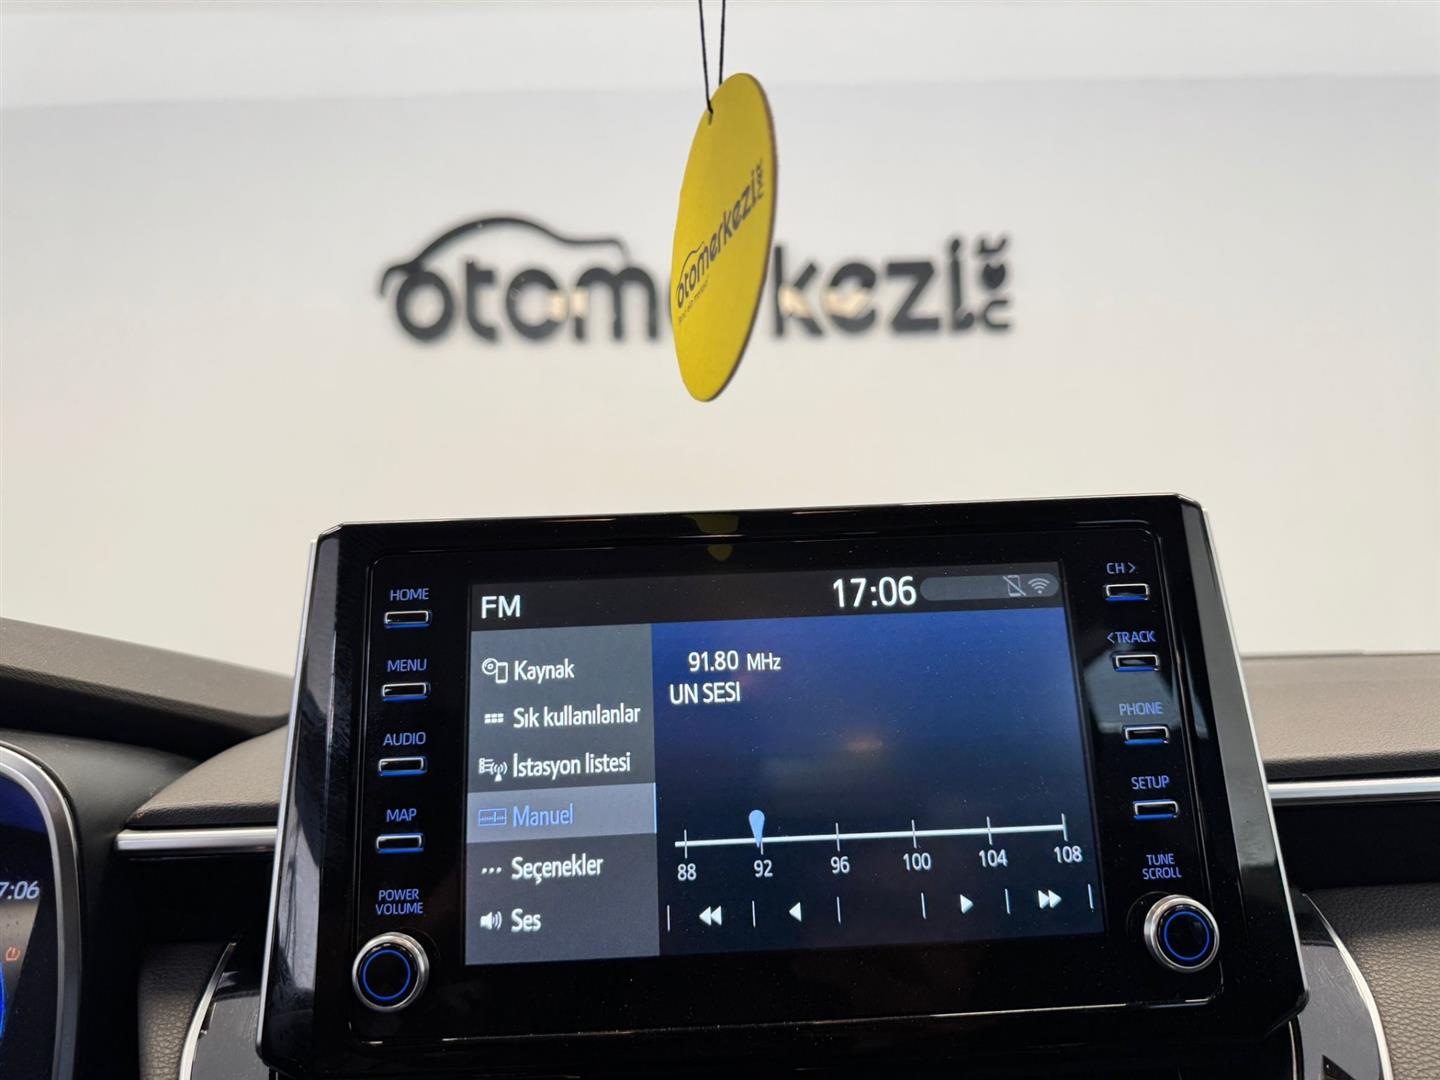 otomerkezi
otomerkezi
.net
kezi
HOME
MENU
AUDIO
MAP
POWER
VOLUME
FM
17:06
Kaynak
Sık kullanılanlar
İstasyon listesi
Manuel
Seçenekler
Ses
91.80 MHz
UN SESI
88
92
96
100
104
108
CH >
< TRACK
PHONE
SETUP
TUNE
SCROLL
7:06